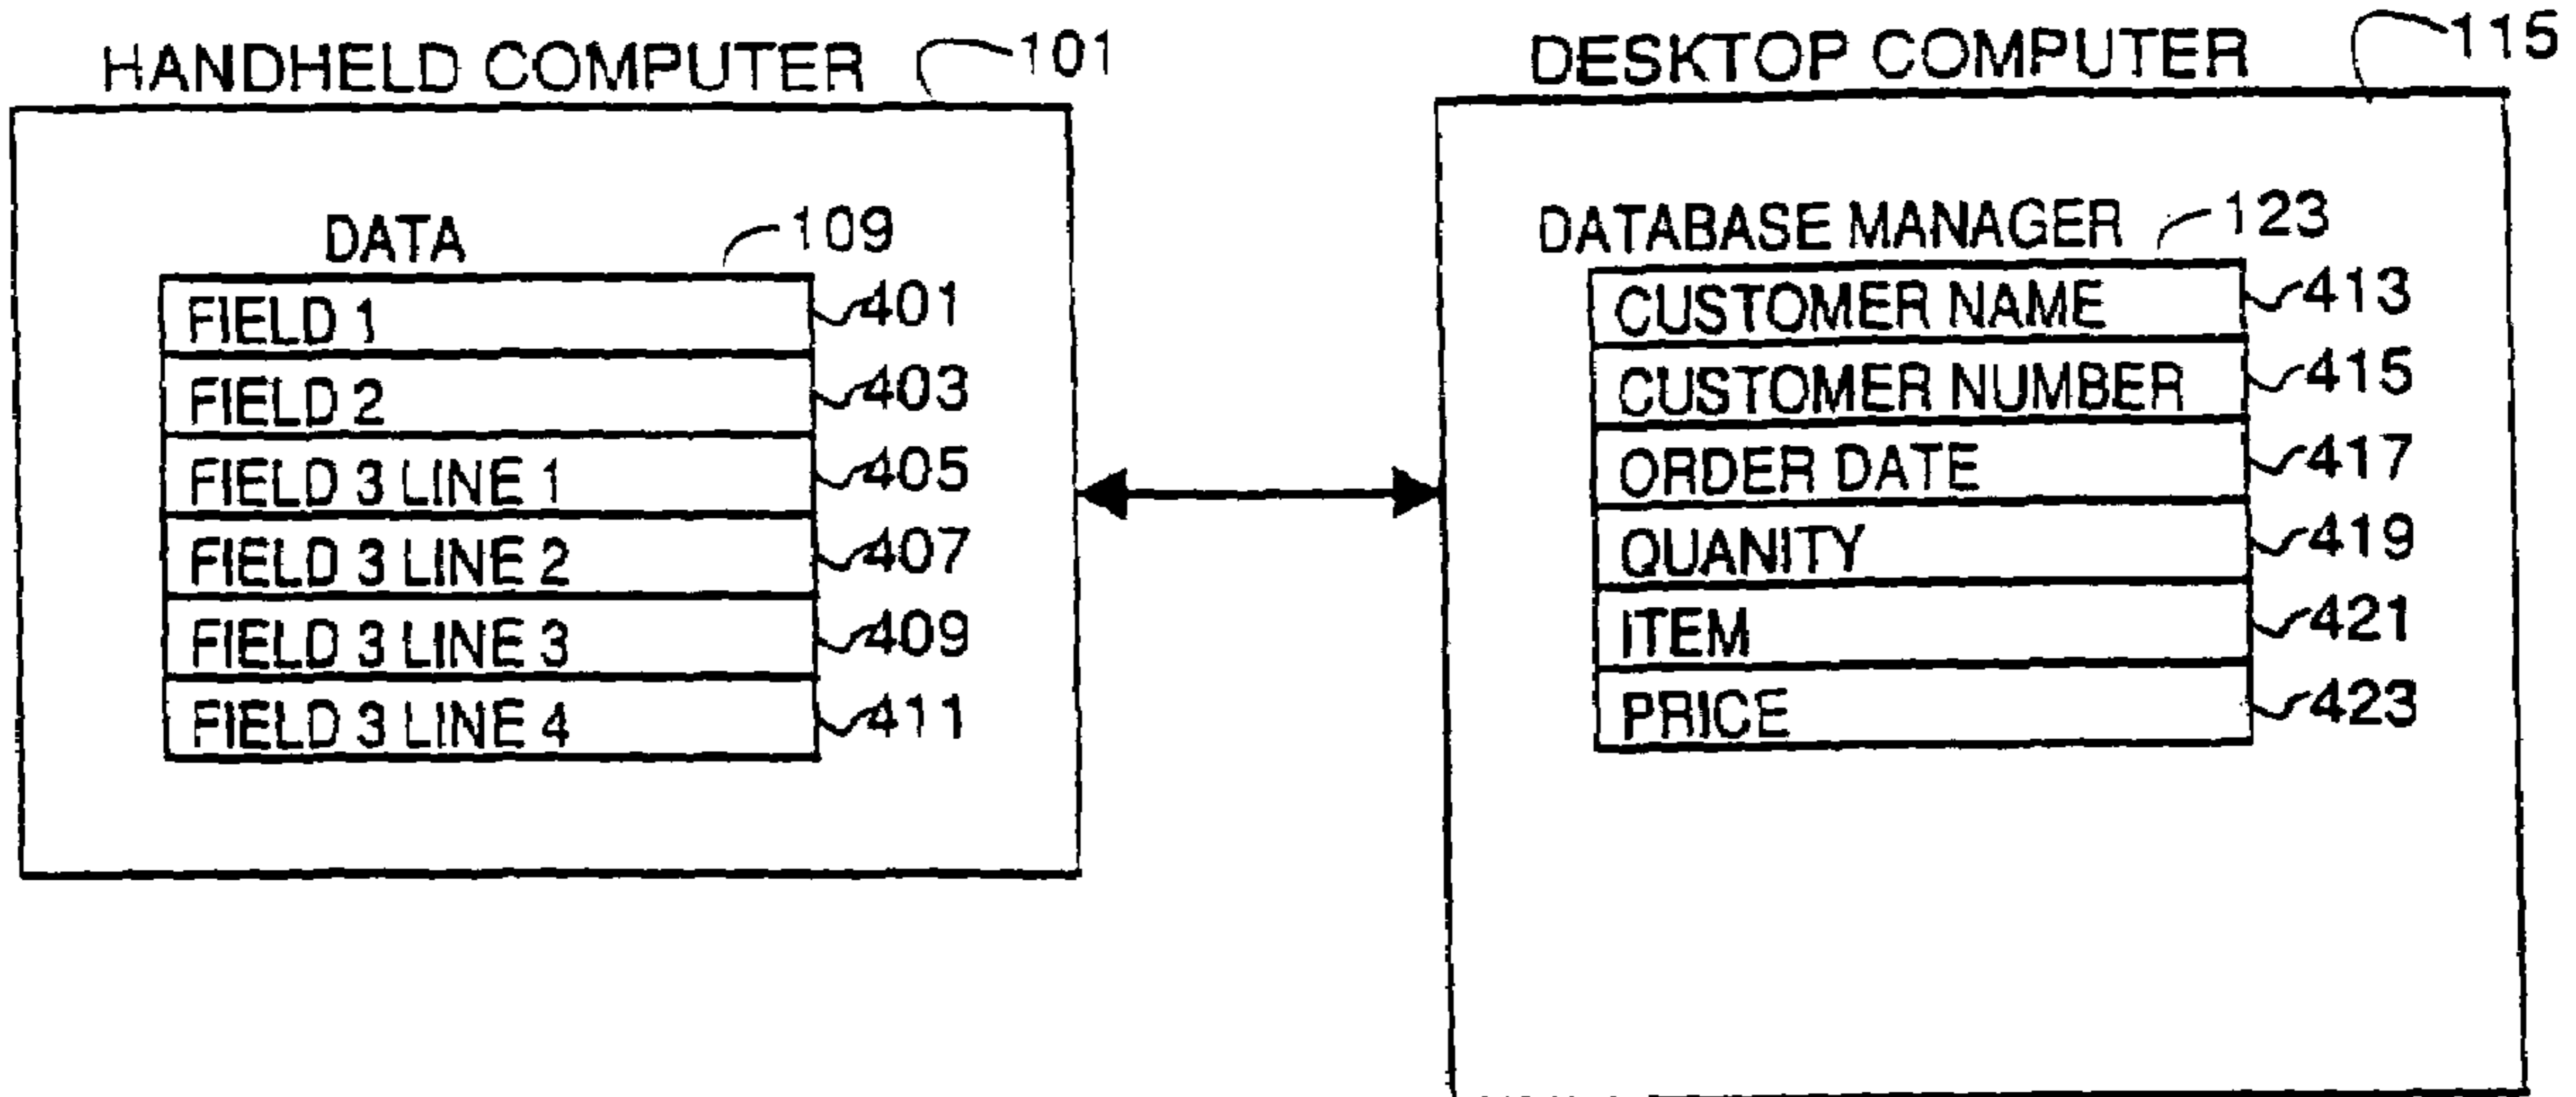 HANDHELD COMPUTER 101
DATA 109
FIELD 1 401
FIELD 2 403
FIELD 3 LINE 1 405
FIELD 3 LINE 2 407
FIELD 3 LINE 3 409
FIELD 3 LINE 4 411
DESKTOP COMPUTER 115
DATABASE MANAGER 123
CUSTOMER NAME 413
CUSTOMER NUMBER 415
ORDER DATE 417
QUANITY 419
ITEM 421
PRICE 423